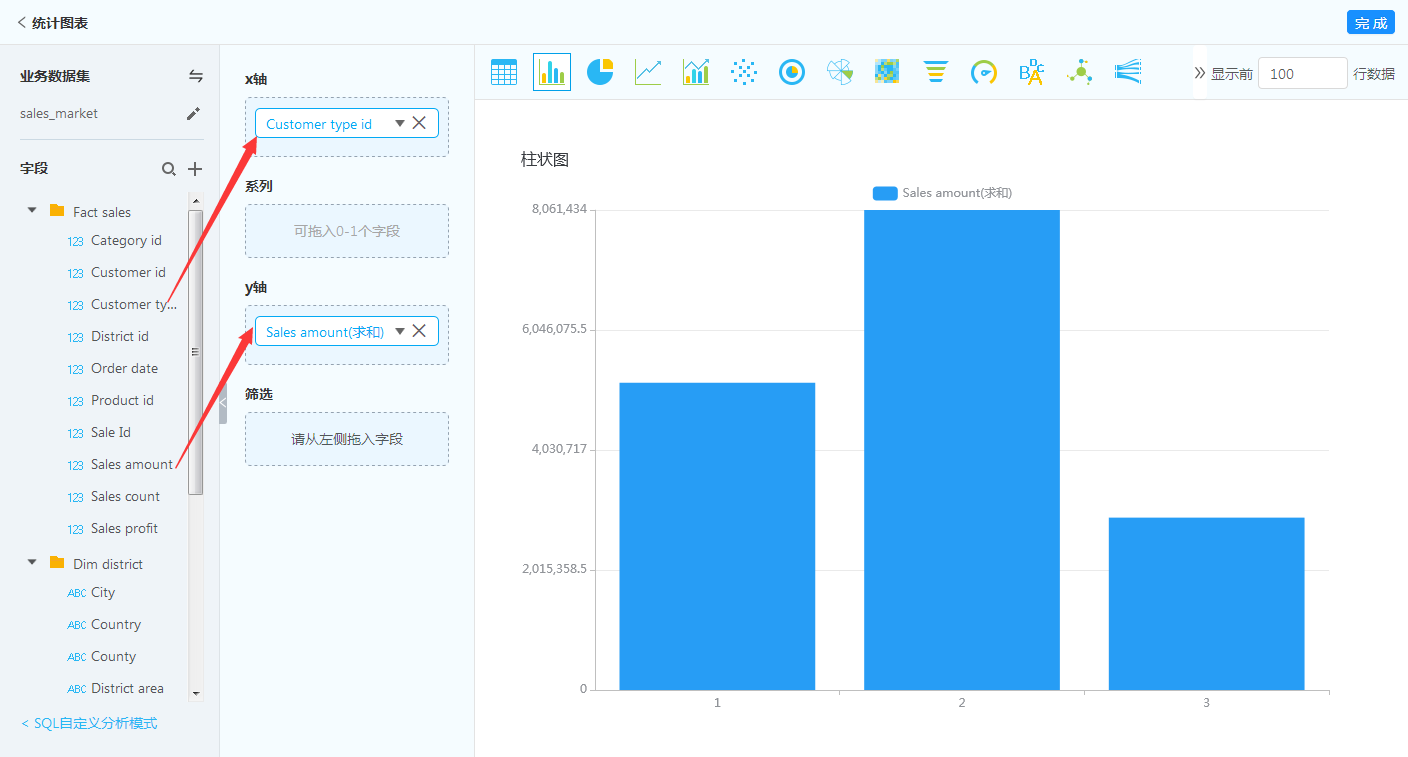 统计图表
完 成
业务数据集
sales_market
字段
Fact sales
123 Category id
123 Customer id
123 Customer ty...
123 District id
123 Order date
123 Product id
123 Sale Id
123 Sales amount
123 Sales count
123 Sales profit
Dim district
ABC City
ABC Country
ABC County
ABC District area
< SQL自定义分析模式
x轴
Customer type id
系列
可拖入0-1个字段
y轴
Sales amount(求和)
筛选
请从左侧拖入字段
显示前 100 行数据
柱状图
Sales amount(求和)
8,061,434
6,046,075.5
4,030,717
2,015,358.5
0
1 2 3